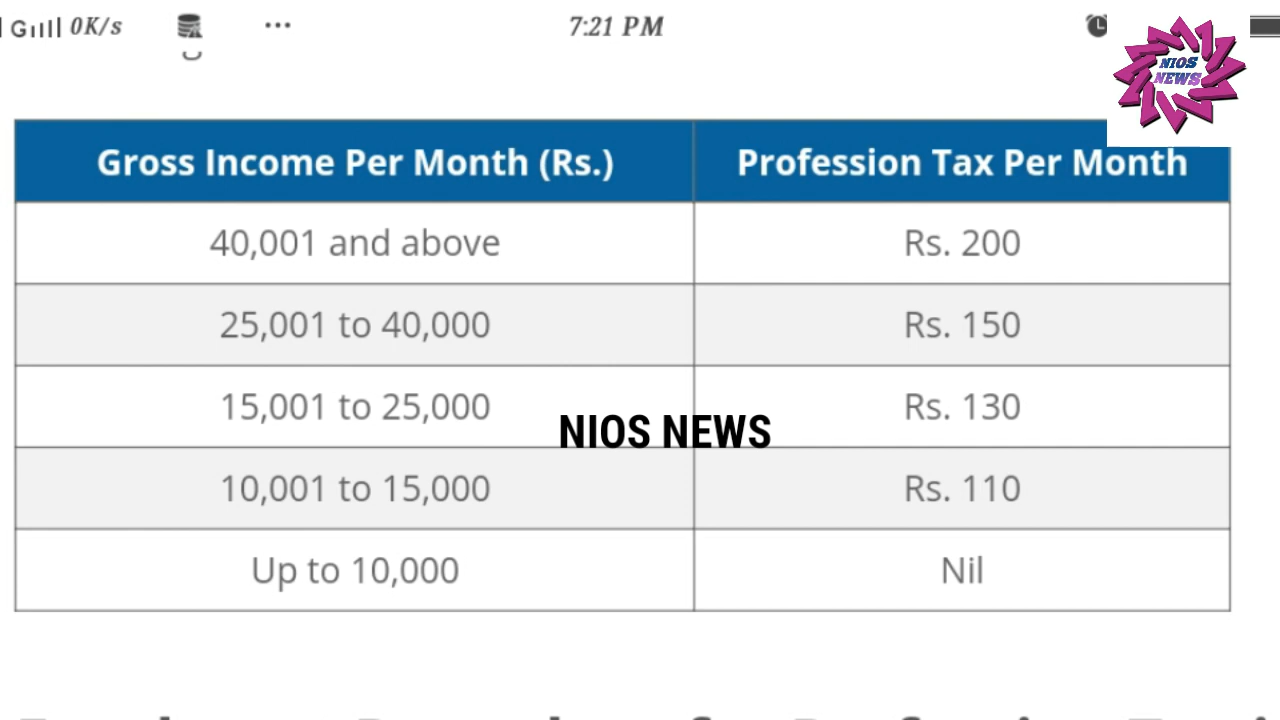 Gıııl 0K/s ... 7:21 PM
NIOS
NEWS
Gross Income Per Month (Rs.) Profession Tax Per Month
40,001 and above Rs. 200
25,001 to 40,000 Rs. 150
15,001 to 25,000 Rs. 130
NIOS NEWS
10,001 to 15,000 Rs. 110
Up to 10,000 Nil